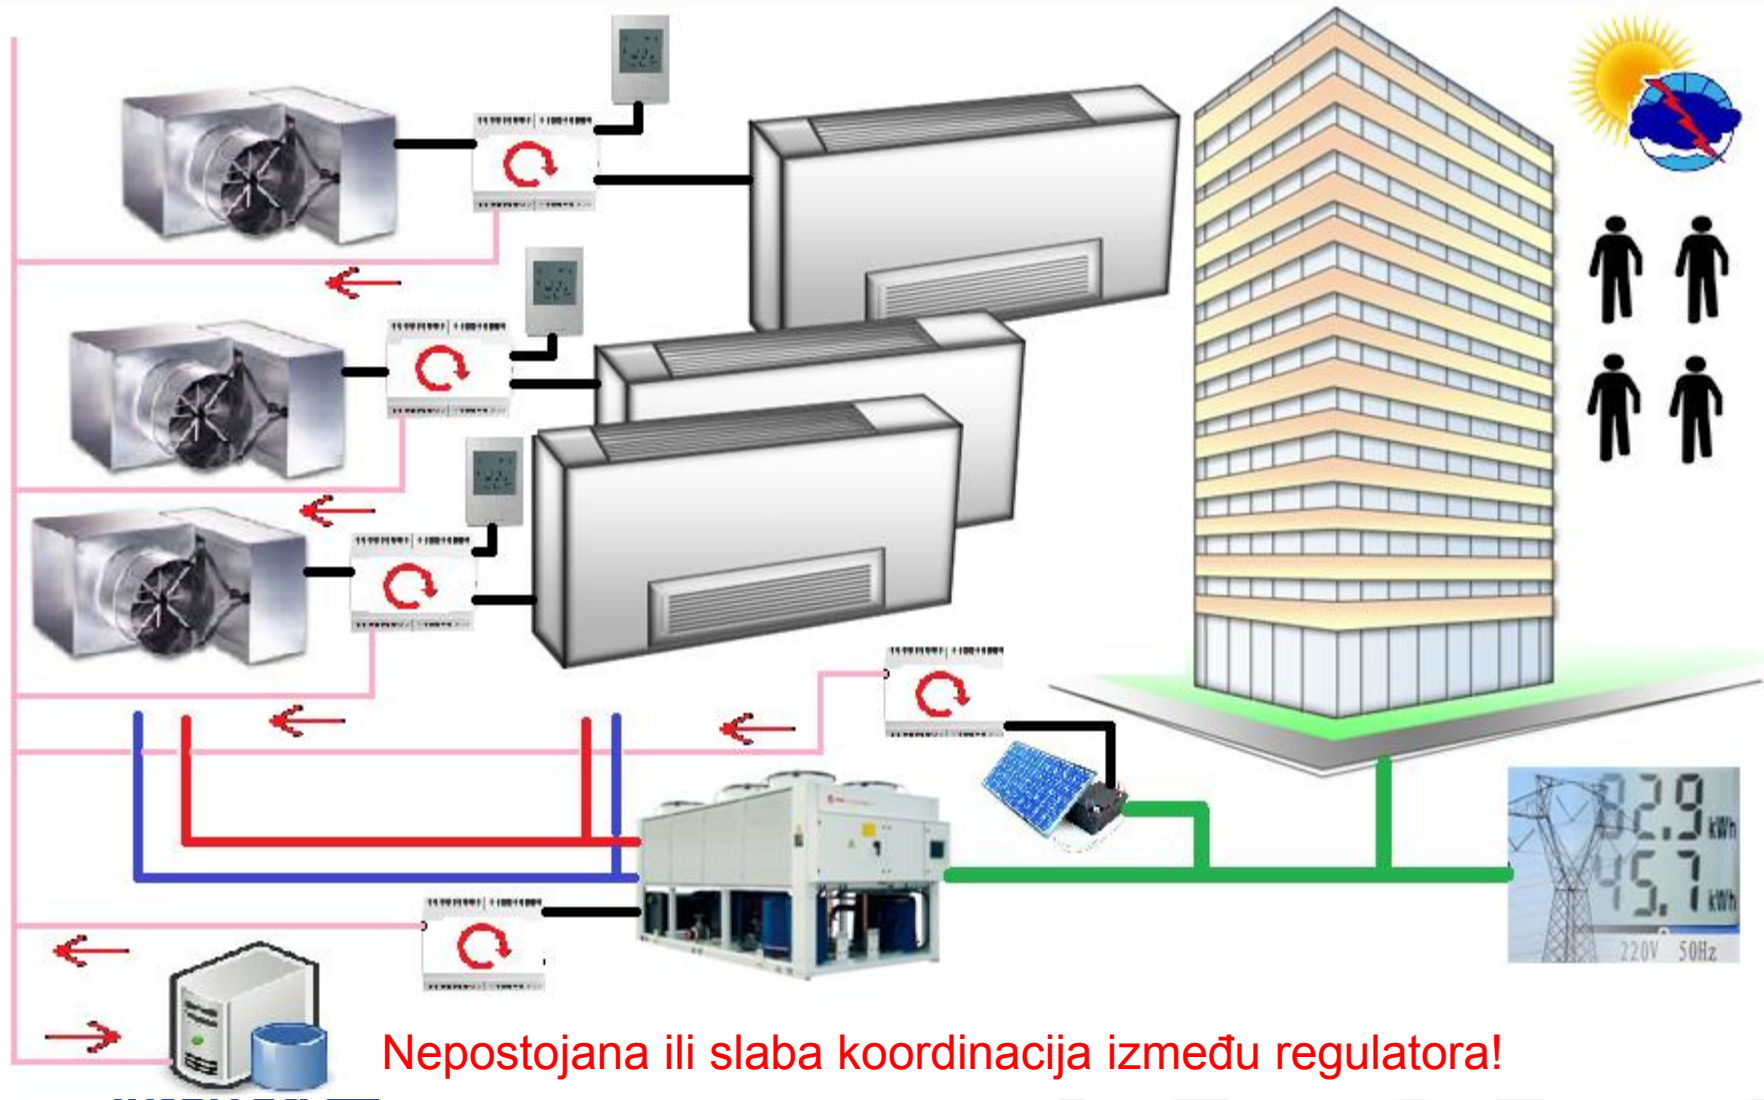 82.9 kWh
45.7 kWh
220V 50Hz
Nepostojana ili slaba koordinacija između regulatora!